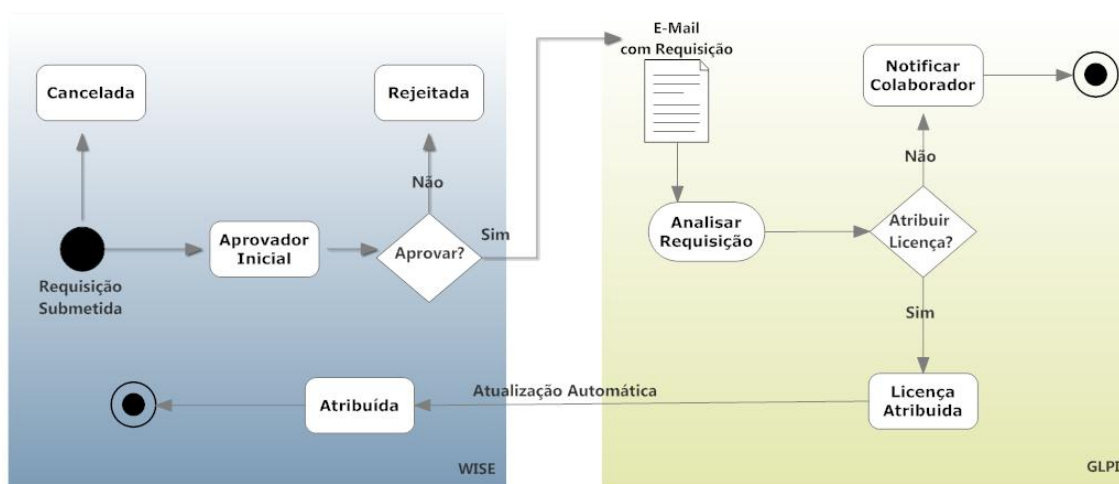 E-Mail
com Requisição
Cancelada
Rejeitada
Notificar
Colaborador
Não
Não
Sim
Aprovador
Inicial
Aprovar?
Analisar
Requisição
Atribuir
Licença?
Requisição
Submetida
Sim
Atualização Automática
Atribuída
Licença
Atribuida
WISE
GLPI